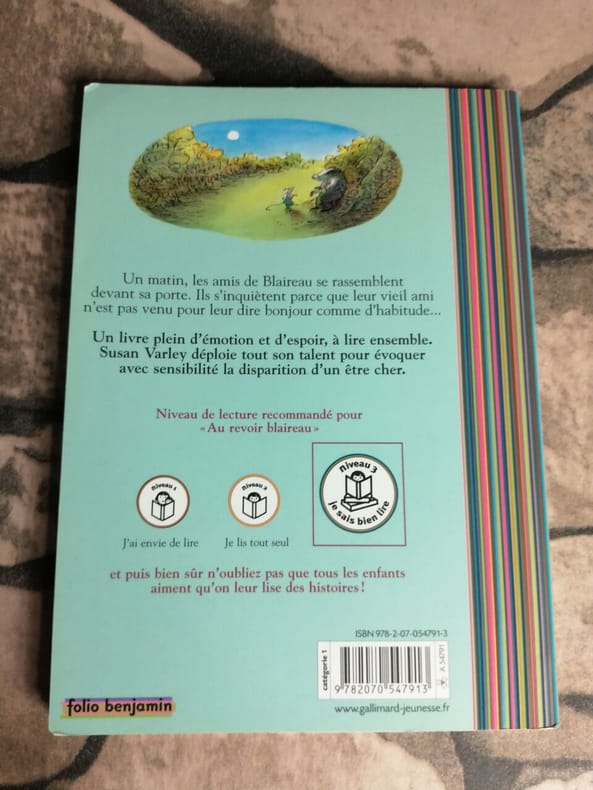 Un matin, les amis de Blaireau se rassemblent
devant sa porte. Ils s'inquiètent parce que leur vieil ami
n'est pas venu pour leur dire bonjour comme d'habitude...
Un livre plein d'émotion et d'espoir, à lire ensemble.
Susan Varley déploie tout son talent pour évoquer
avec sensibilité la disparition d'un être cher.
Niveau de lecture recommandé pour
« Au revoir blaireau »
niveau 1
J'ai envie de lire
niveau 2
Je lis tout seul
niveau 3
je sais bien lire
et puis bien sûr n'oubliez pas que tous les enfants
aiment qu'on leur lise des histoires !
ISBN 978-2-07-054791-3
catégorie 1
A 54791
9 782070 547913
folio benjamin
www.gallimard-jeunesse.fr